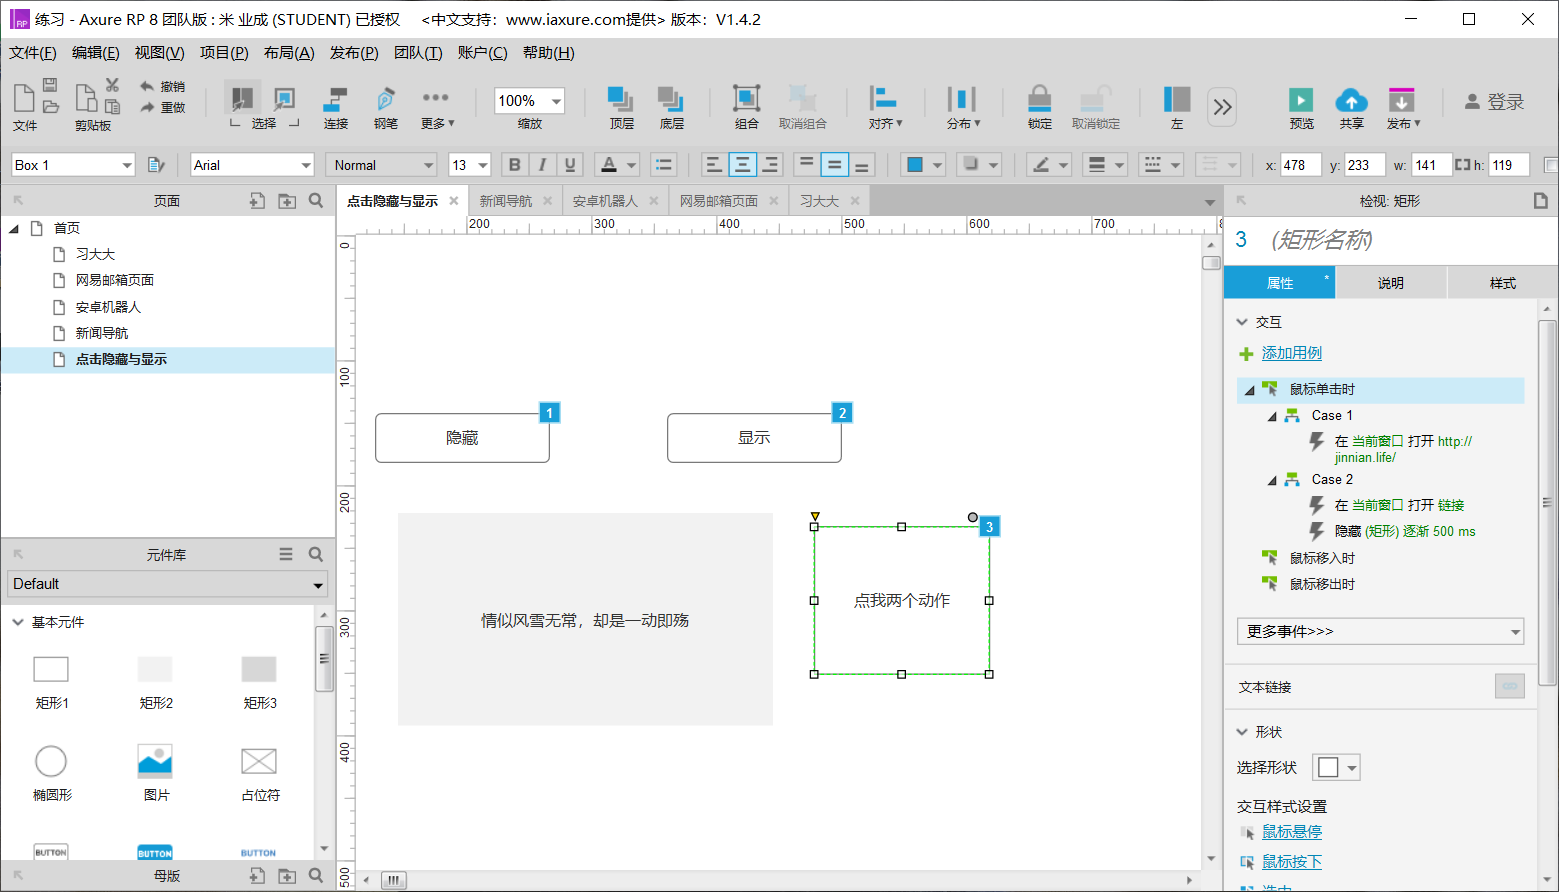 练习 - Axure RP 8 团队版 : 米 业成 (STUDENT) 已授权 <中文支持：www.iaxure.com提供> 版本：V1.4.2
文件(F) 编辑(E) 视图(V) 项目(P) 布局(A) 发布(P) 团队(T) 账户(C) 帮助(H)
文件 剪贴板 撤销 重做 选择 连接 钢笔 更多 100% 缩放 顶层 底层 组合 取消组合 对齐 分布 锁定 取消锁定 左 预览 共享 发布 登录
Box 1 Arial Normal 13 B I U A x: 478 y: 233 w: 141 h: 119
页面
首页
习大大
网易邮箱页面
安卓机器人
新闻导航
点击隐藏与显示
元件库
Default
基本元件
矩形1 矩形2 矩形3
椭圆形 图片 占位符
BUTTON BUTTON BUTTON
母版
点击隐藏与显示 新闻导航 安卓机器人 网易邮箱页面 习大大
200 300 400 500 600 700
0
100
200
300
400
500
隐藏 1
显示 2
情似风雪无常，却是一动即殇
3
点我两个动作
检视: 矩形
3 (矩形名称)
属性 * 说明 样式
交互
添加用例
鼠标单击时
Case 1
在 当前窗口 打开 http://
jinnian.life/
Case 2
在 当前窗口 打开 链接
隐藏 (矩形) 逐渐 500 ms
鼠标移入时
鼠标移出时
更多事件>>>
文本链接
形状
选择形状
交互样式设置
鼠标悬停
鼠标按下